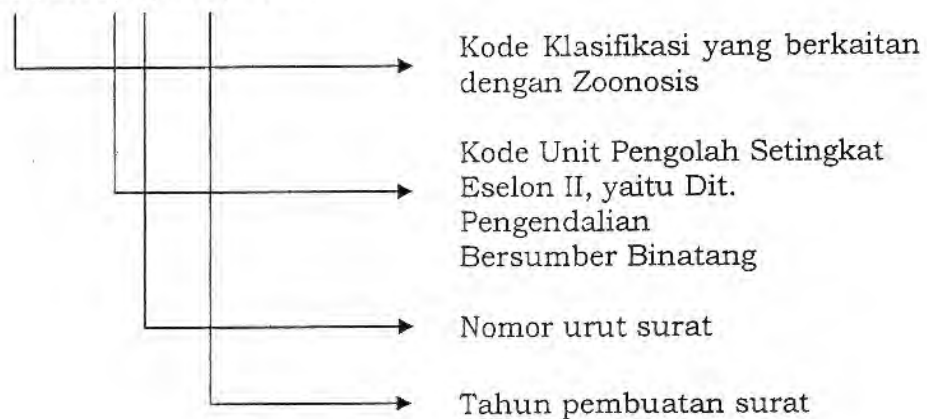 Kode Klasifikasi yang berkaitan
dengan Zoonosis
Kode Unit Pengolah Setingkat
Eselon II, yaitu Dit.
Pengendalian
Bersumber Binatang
Nomor urut surat
Tahun pembuatan surat